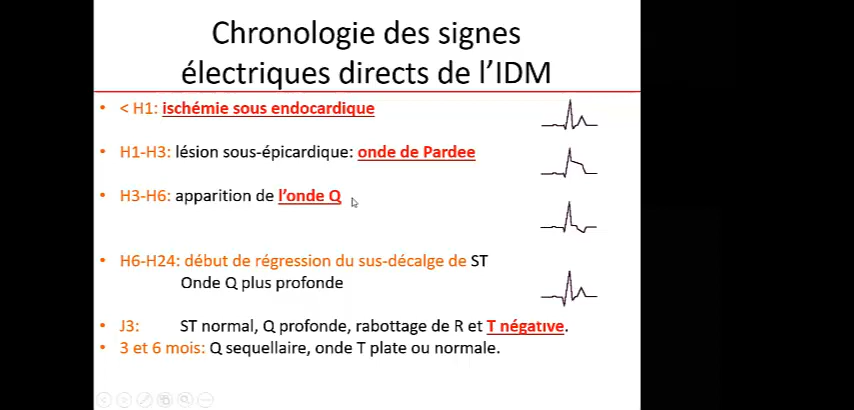 Chronologie des signes
électriques directs de l'IDM
• < H1: ischémie sous endocardique
• H1-H3: lésion sous-épicardique: onde de Pardee
• H3-H6: apparition de l'onde Q
• H6-H24: début de régression du sus-décalge de ST
Onde Q plus profonde
• J3: ST normal, Q profonde, rabottage de R et T négative.
• 3 et 6 mois: Q sequellaire, onde T plate ou normale.